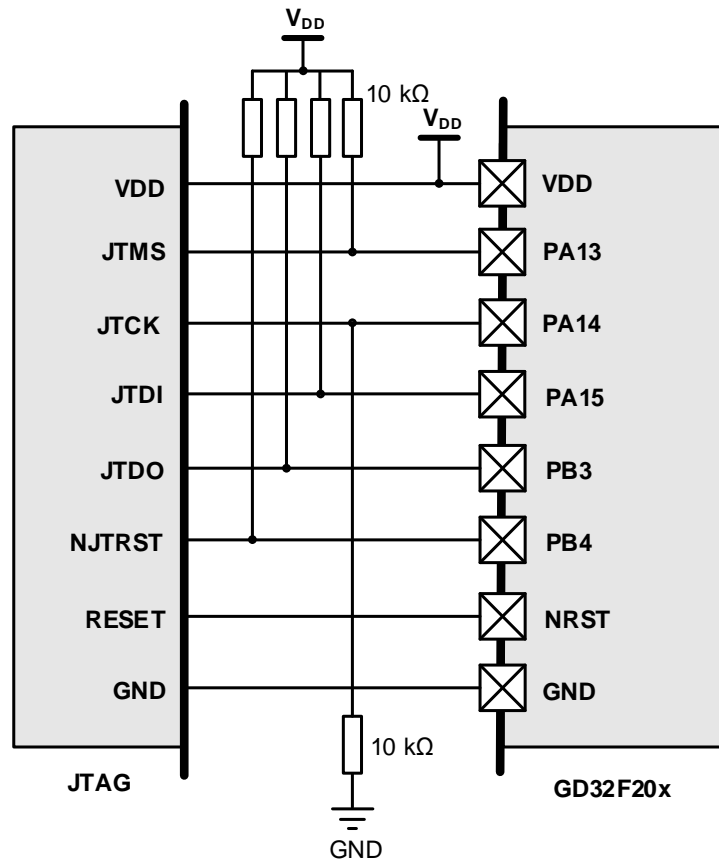 VDD
10 kΩ
VDD
VDD
VDD
JTMS
PA13
JTCK
PA14
JTDI
PA15
JTDO
PB3
NJTRST
PB4
RESET
NRST
GND
GND
10 kΩ
JTAG
GD32F20x
GND